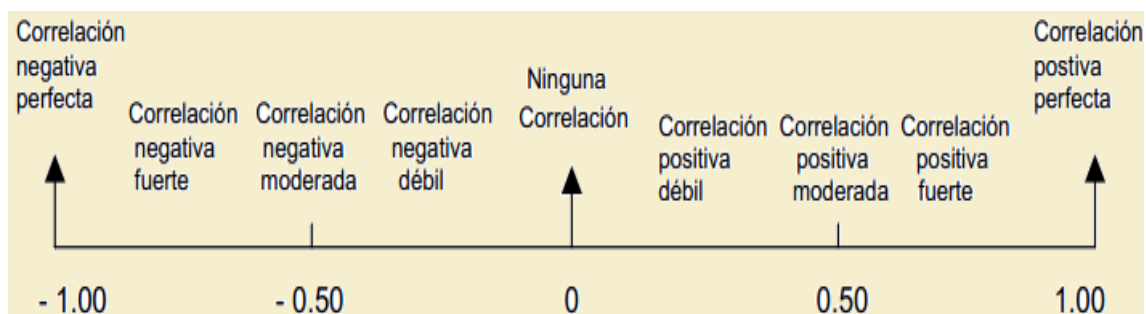 Correlación
negativa
perfecta
Correlación
negativa
fuerte
Correlación
negativa
moderada
Correlación
negativa
débil
Ninguna
Correlación
Correlación
positiva
débil
Correlación
positiva
moderada
Correlación
positiva
fuerte
Correlación
postiva
perfecta
- 1.00
- 0.50
0
0.50
1.00